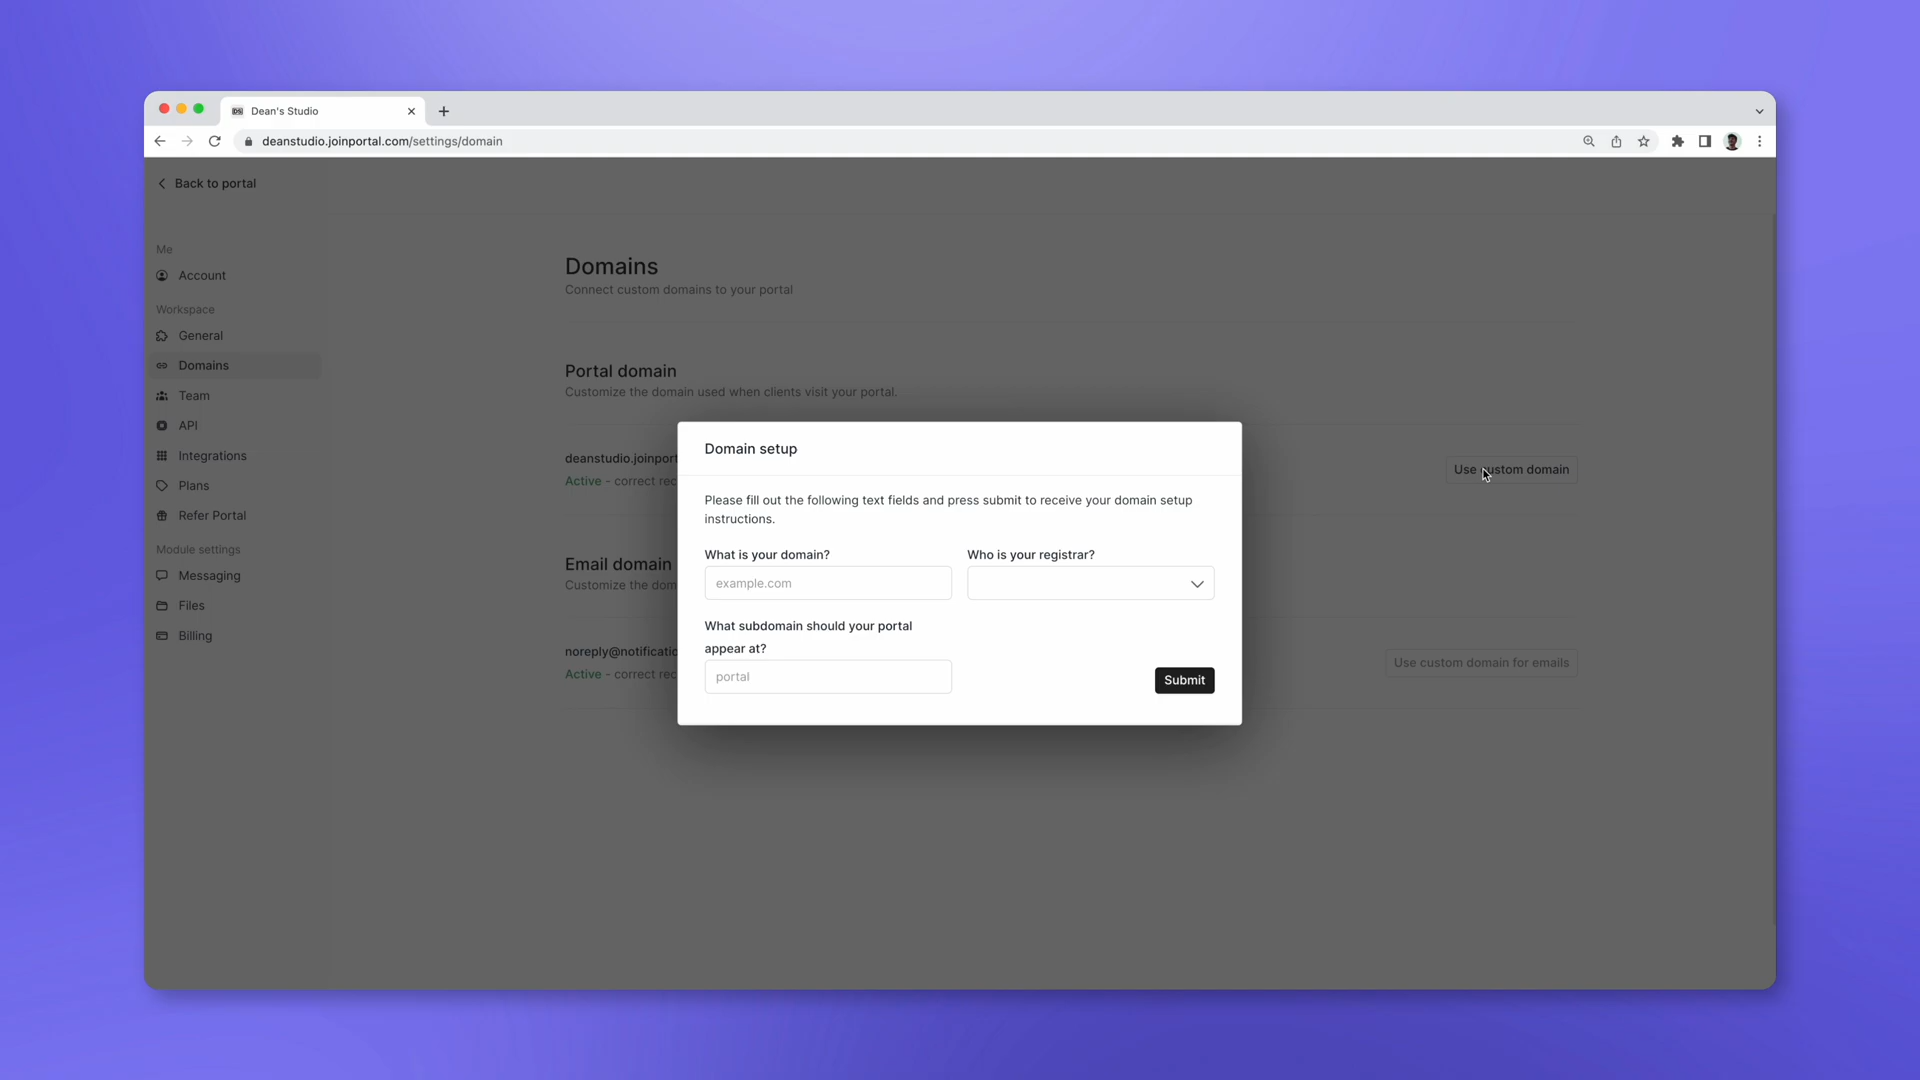 Dean's Studio
deanstudio.joinportal.com/settings/domain
Back to portal
Me
Account
Workspace
General
Domains
Team
API
Integrations
Plans
Refer Portal
Module settings
Messaging
Files
Billing
Domains
Connect custom domains to your portal
Portal domain
Customize the domain used when clients visit your portal.
deanstudio.joinport
Active - correct rec
Use custom domain
Email domain
Customize the dom
noreply@notificatio
Active - correct rec
Use custom domain for emails
Domain setup
Please fill out the following text fields and press submit to receive your domain setup
instructions.
What is your domain?
example.com
Who is your registrar?
What subdomain should your portal
appear at?
portal
Submit